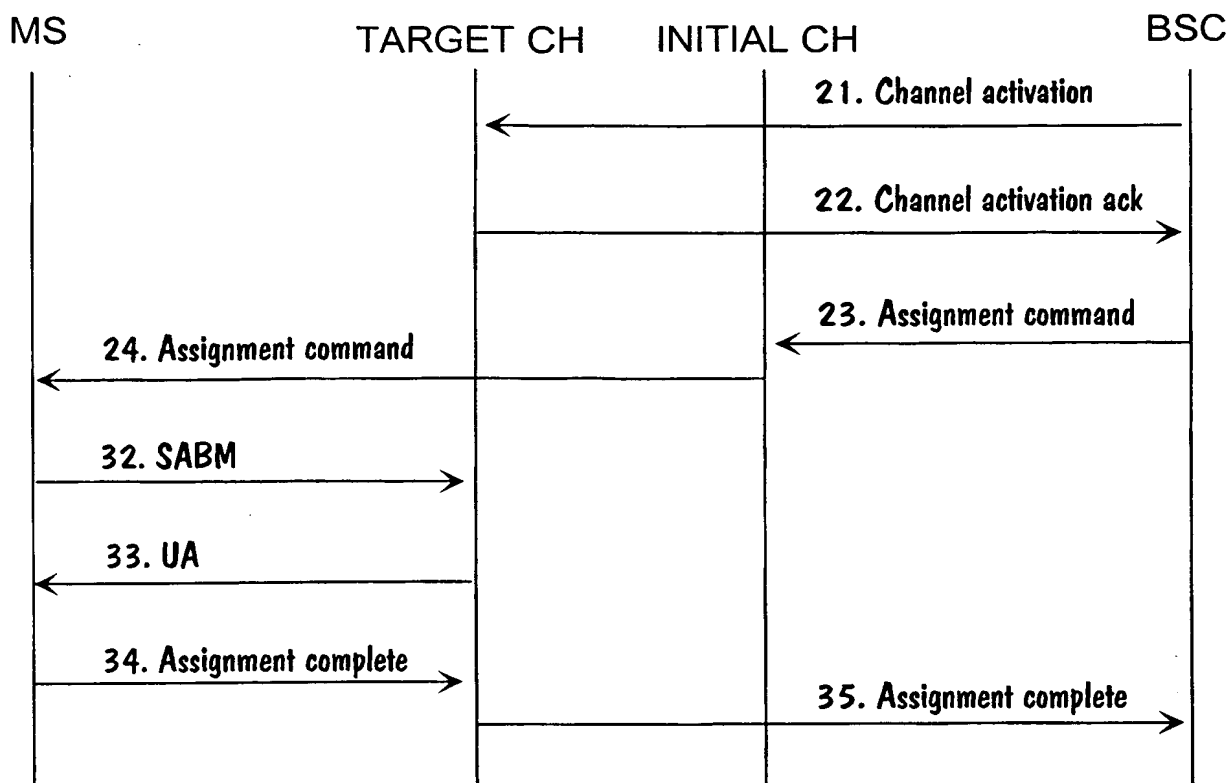 MS TARGET CH INITIAL CH BSC
21. Channel activation
22. Channel activation ack
23. Assignment command
24. Assignment command
32. SABM
33. UA
34. Assignment complete
35. Assignment complete